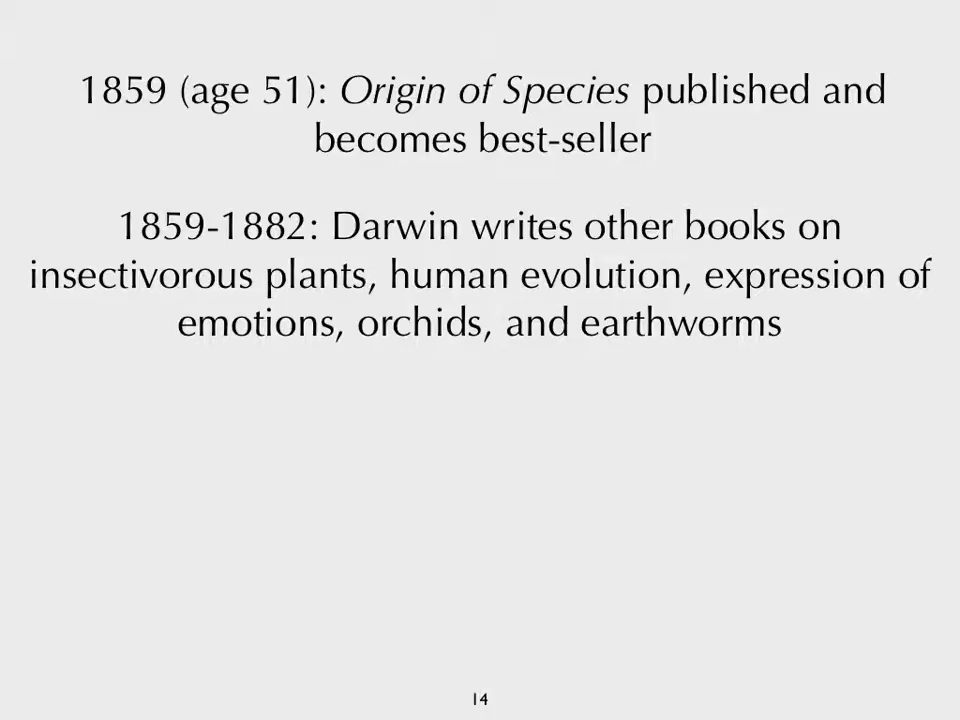 1859 (age 51): Origin of Species published and
becomes best-seller
1859-1882: Darwin writes other books on
insectivorous plants, human evolution, expression of
emotions, orchids, and earthworms
14